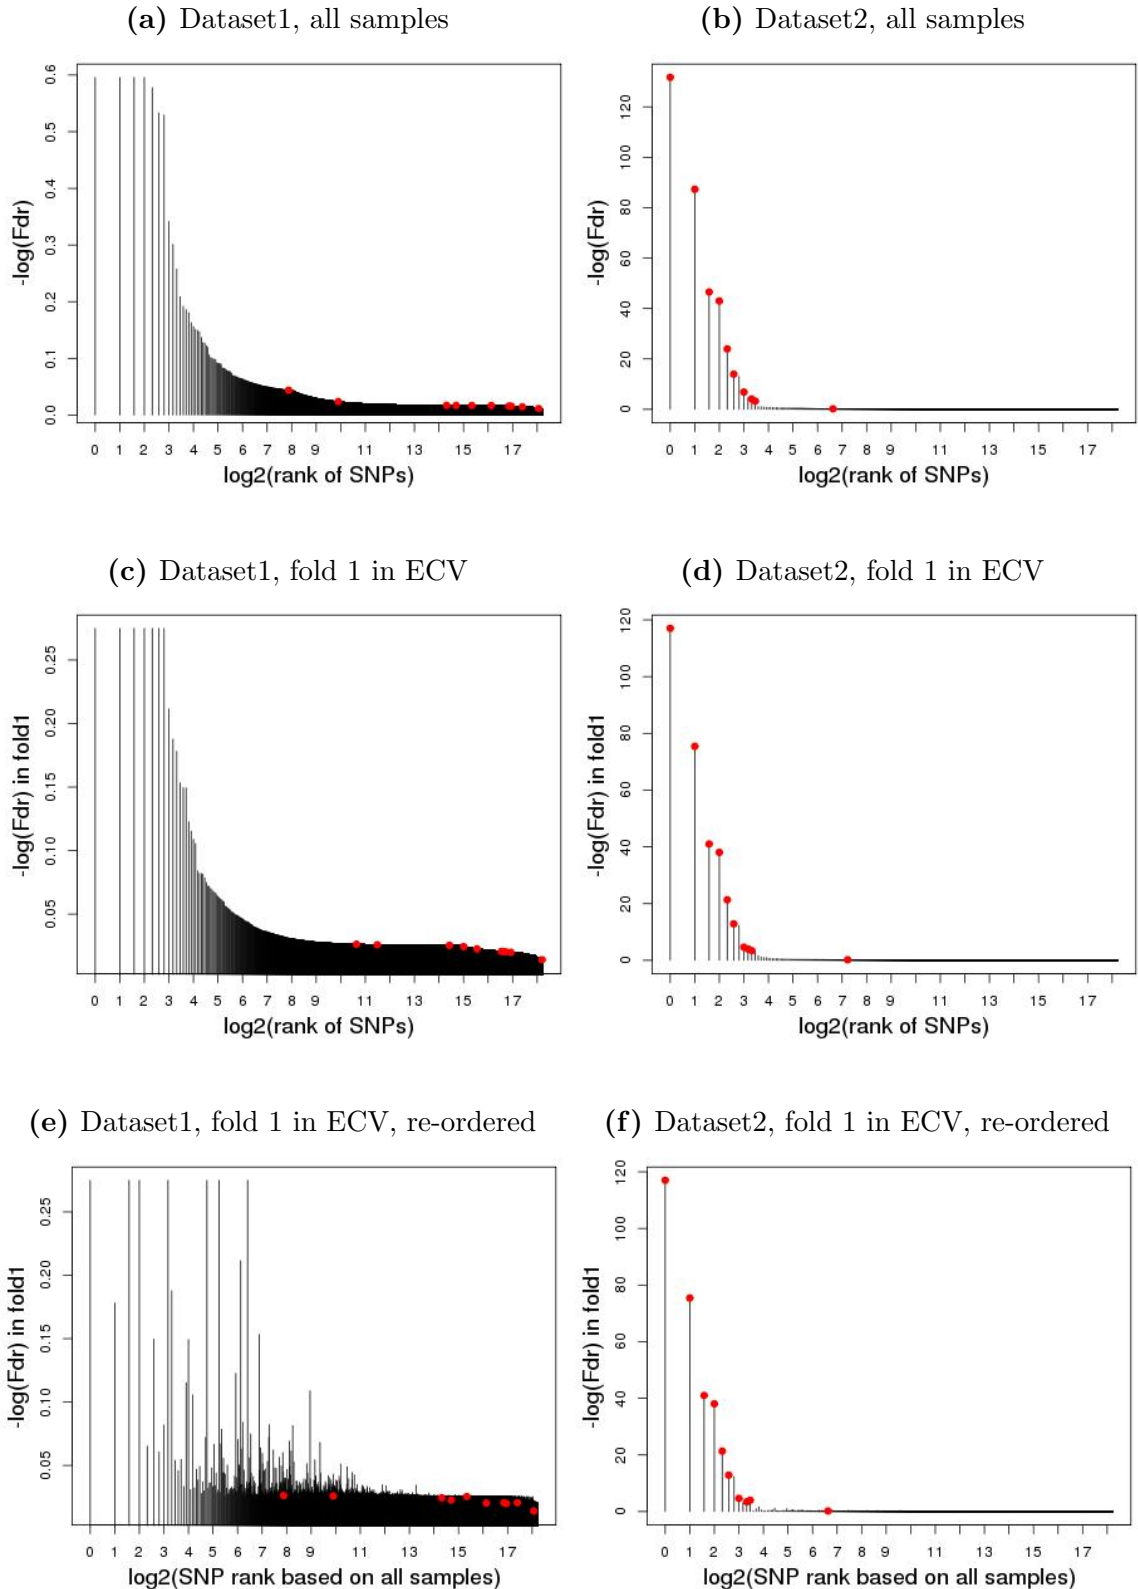 (a) Dataset1, all samples
(b) Dataset2, all samples
-log(Fdr)
0.0 0.1 0.2 0.3 0.4 0.5 0.6
0 1 2 3 4 5 6 7 8 9 11 13 15 17
log2(rank of SNPs)
-log(Fdr)
0 20 40 60 80 100 120
0 1 2 3 4 5 6 7 8 9 11 13 15 17
log2(rank of SNPs)
(c) Dataset1, fold 1 in ECV
(d) Dataset2, fold 1 in ECV
-log(Fdr) in fold1
0.05 0.10 0.15 0.20 0.25
0 1 2 3 4 5 6 7 8 9 11 13 15 17
log2(rank of SNPs)
-log(Fdr) in fold1
0 20 40 60 80 100 120
0 1 2 3 4 5 6 7 8 9 11 13 15 17
log2(rank of SNPs)
(e) Dataset1, fold 1 in ECV, re-ordered
(f) Dataset2, fold 1 in ECV, re-ordered
-log(Fdr) in fold1
0.05 0.10 0.15 0.20 0.25
0 1 2 3 4 5 6 7 8 9 11 13 15 17
log2(SNP rank based on all samples)
-log(Fdr) in fold1
0 20 40 60 80 100 120
0 1 2 3 4 5 6 7 8 9 11 13 15 17
log2(SNP rank based on all samples)